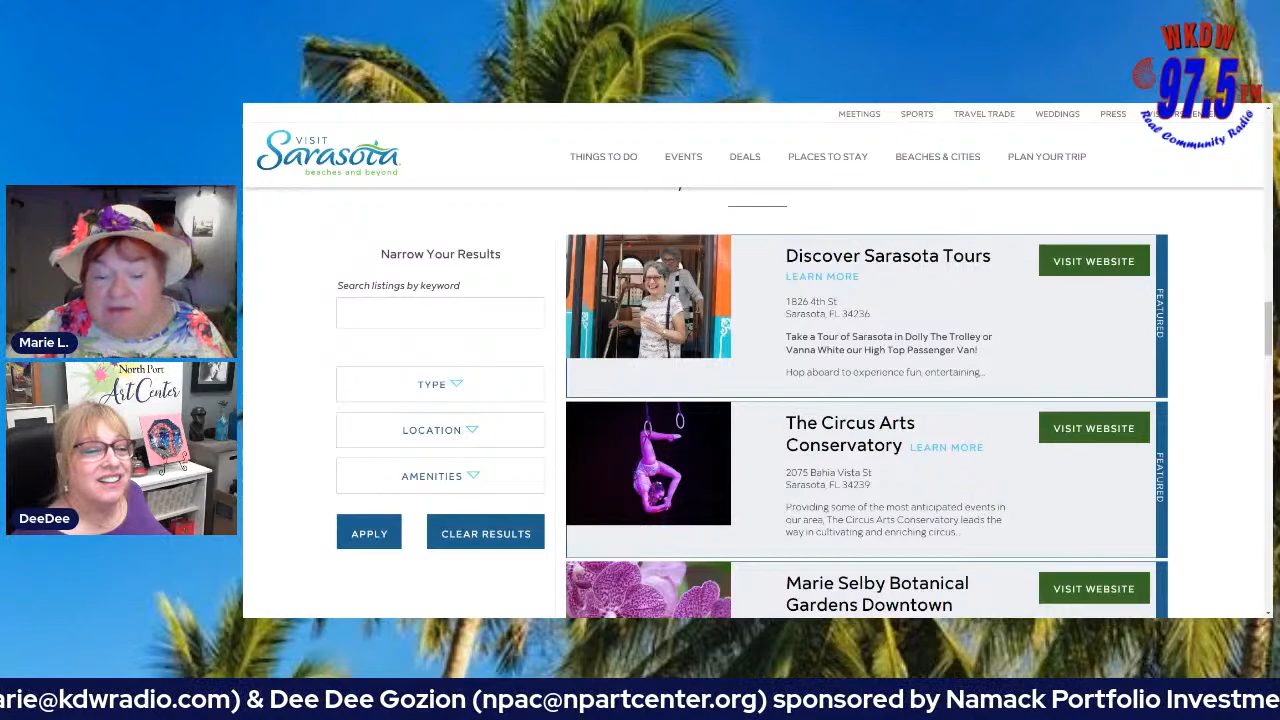 WKDW
97.5 FM
Real Community Radio
MEETINGS SPORTS TRAVEL TRADE WEDDINGS PRESS
VISIT
Sarasota
beaches and beyond
THINGS TO DO EVENTS DEALS PLACES TO STAY BEACHES & CITIES PLAN YOUR TRIP
Narrow Your Results
Search listings by keyword
TYPE
LOCATION
AMENITIES
APPLY CLEAR RESULTS
Discover Sarasota Tours
LEARN MORE
1826 4th St
Sarasota, FL 34236
Take a Tour of Sarasota in Dolly The Trolley or
Vanna White our High Top Passenger Van!
Hop aboard to experience fun, entertaining...
VISIT WEBSITE
FEATURED
The Circus Arts
Conservatory LEARN MORE
2075 Bahia Vista St
Sarasota, FL 34239
Providing some of the most anticipated events in
our area, The Circus Arts Conservatory leads the
way in cultivating and enriching circus...
VISIT WEBSITE
FEATURED
Marie Selby Botanical
Gardens Downtown
VISIT WEBSITE
Marie L.
North Port
Art Center
DeeDee
arie@kdwradio.com) & Dee Dee Gozion (npac@npartcenter.org) sponsored by Namack Portfolio Investme